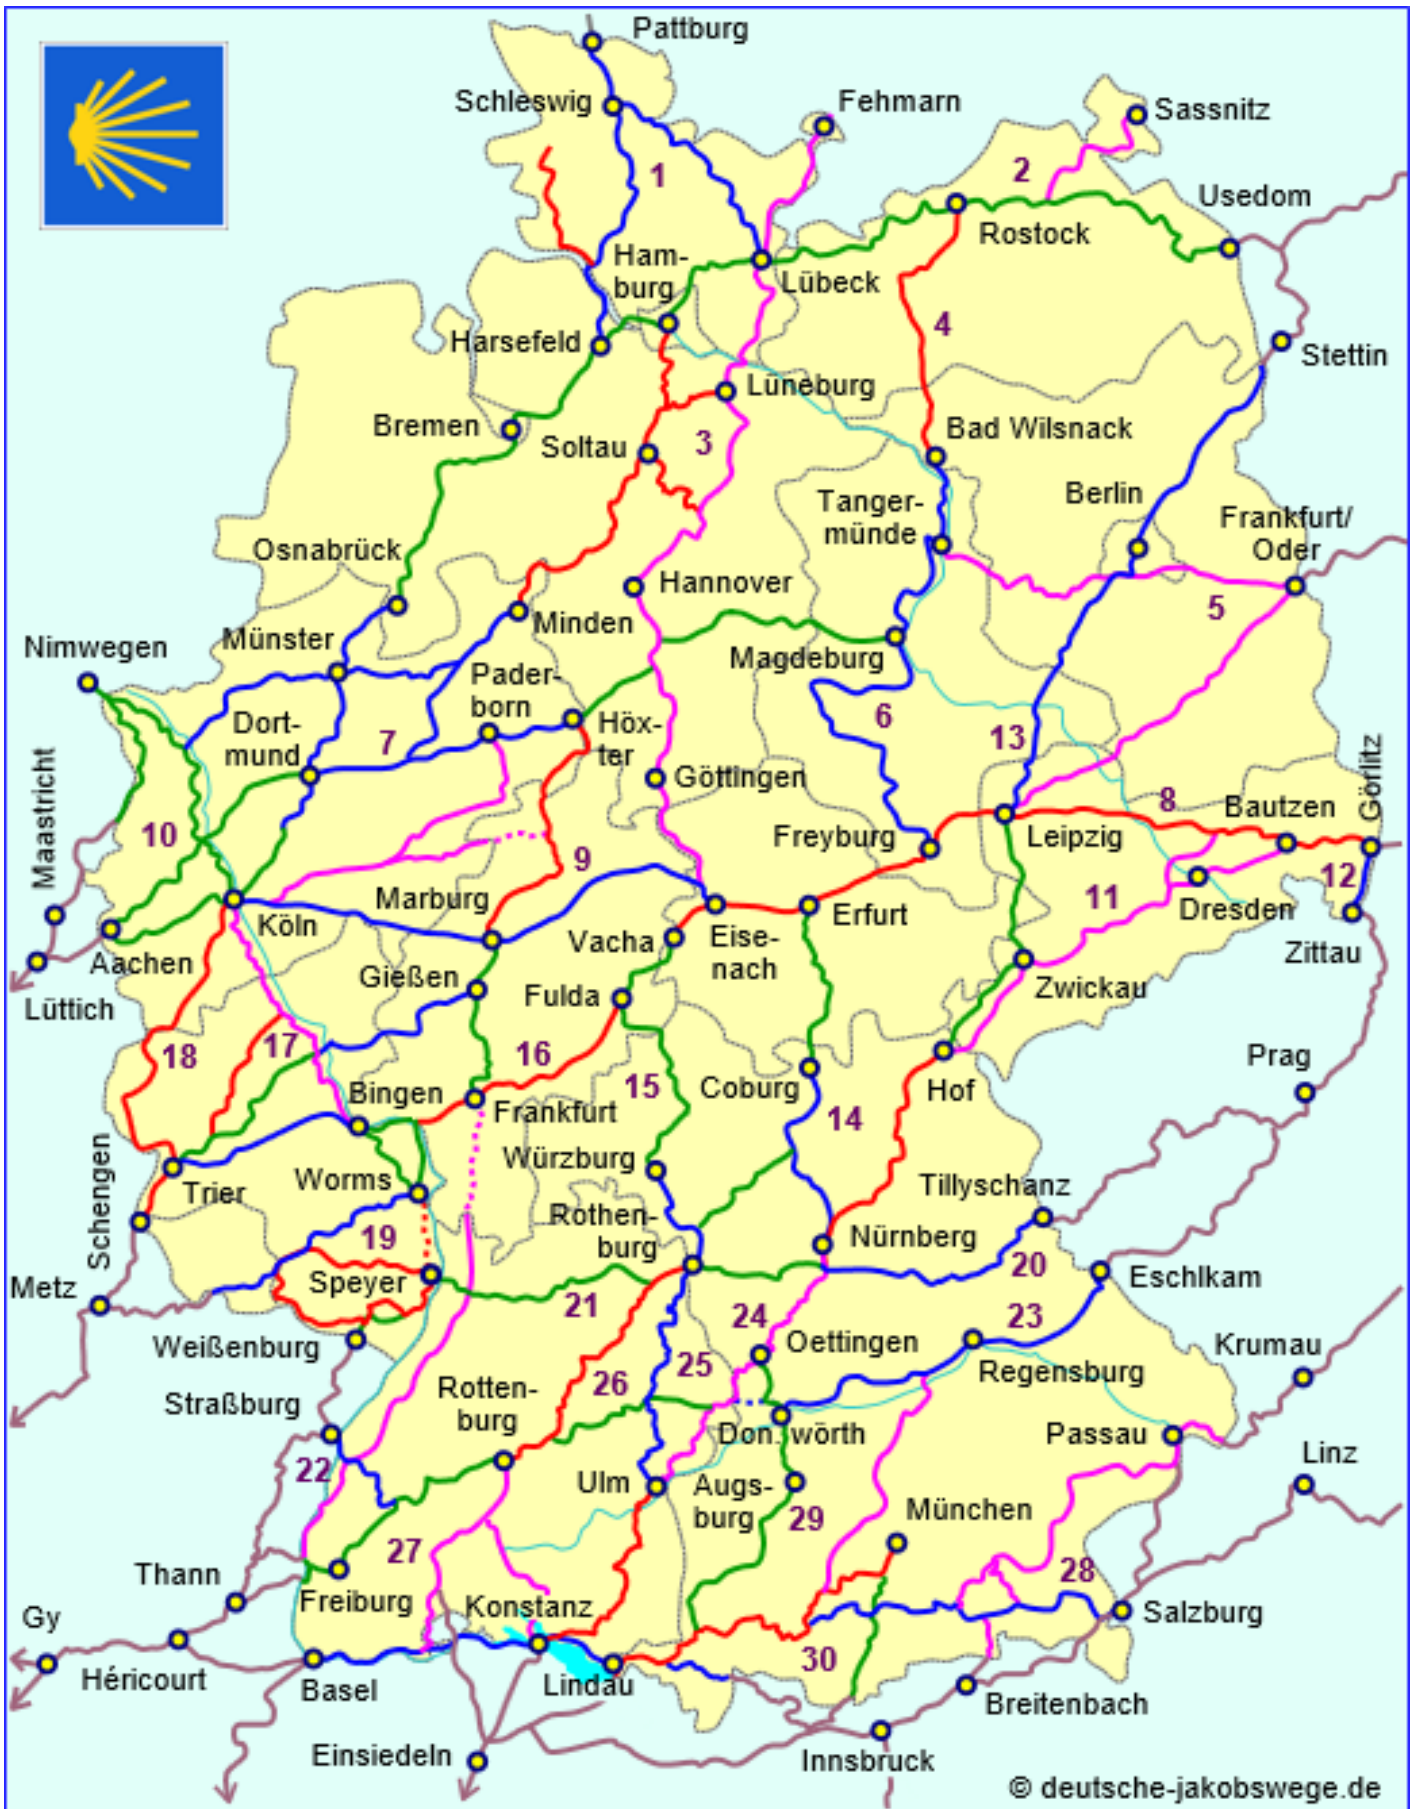 Pattburg
Schleswig
Fehmarn
Sassnitz
1
2
Usedom
Rostock
Ham-
burg
Lübeck
4
Harsefeld
Stettin
Lüneburg
Bremen
Soltau
3
Bad Wilsnack
Berlin
Tanger-
münde
Frankfurt/
Oder
Osnabrück
Hannover
5
Minden
Münster
Nimwegen
Magdeburg
Pader-
born
6
Dort-
mund
7
Höx-
ter
13
Görlitz
Göttingen
Maastricht
10
8
Bautzen
Freyburg
Leipzig
9
12
Marburg
11
Köln
Erfurt
Dresden
Vacha
Eise-
nach
Aachen
Zittau
Gießen
Fulda
Zwickau
Lüttich
18
17
16
15
Coburg
Prag
Bingen
Hof
Frankfurt
14
Würzburg
Schengen
Trier
Worms
Tillyschanz
Rothen-
burg
Nürnberg
19
20
Speyer
Metz
Eschlkam
21
24
23
Weißenburg
Oettingen
Krumau
25
Regensburg
26
Rotten-
burg
Straßburg
Don.
wörth
Passau
Linz
22
Ulm
Augs-
burg
München
29
27
Thann
28
Freiburg
Konstanz
Salzburg
Gy
30
Héricourt
Basel
Lindau
Breitenbach
Einsiedeln
Innsbruck
© deutsche-jakobswege.de